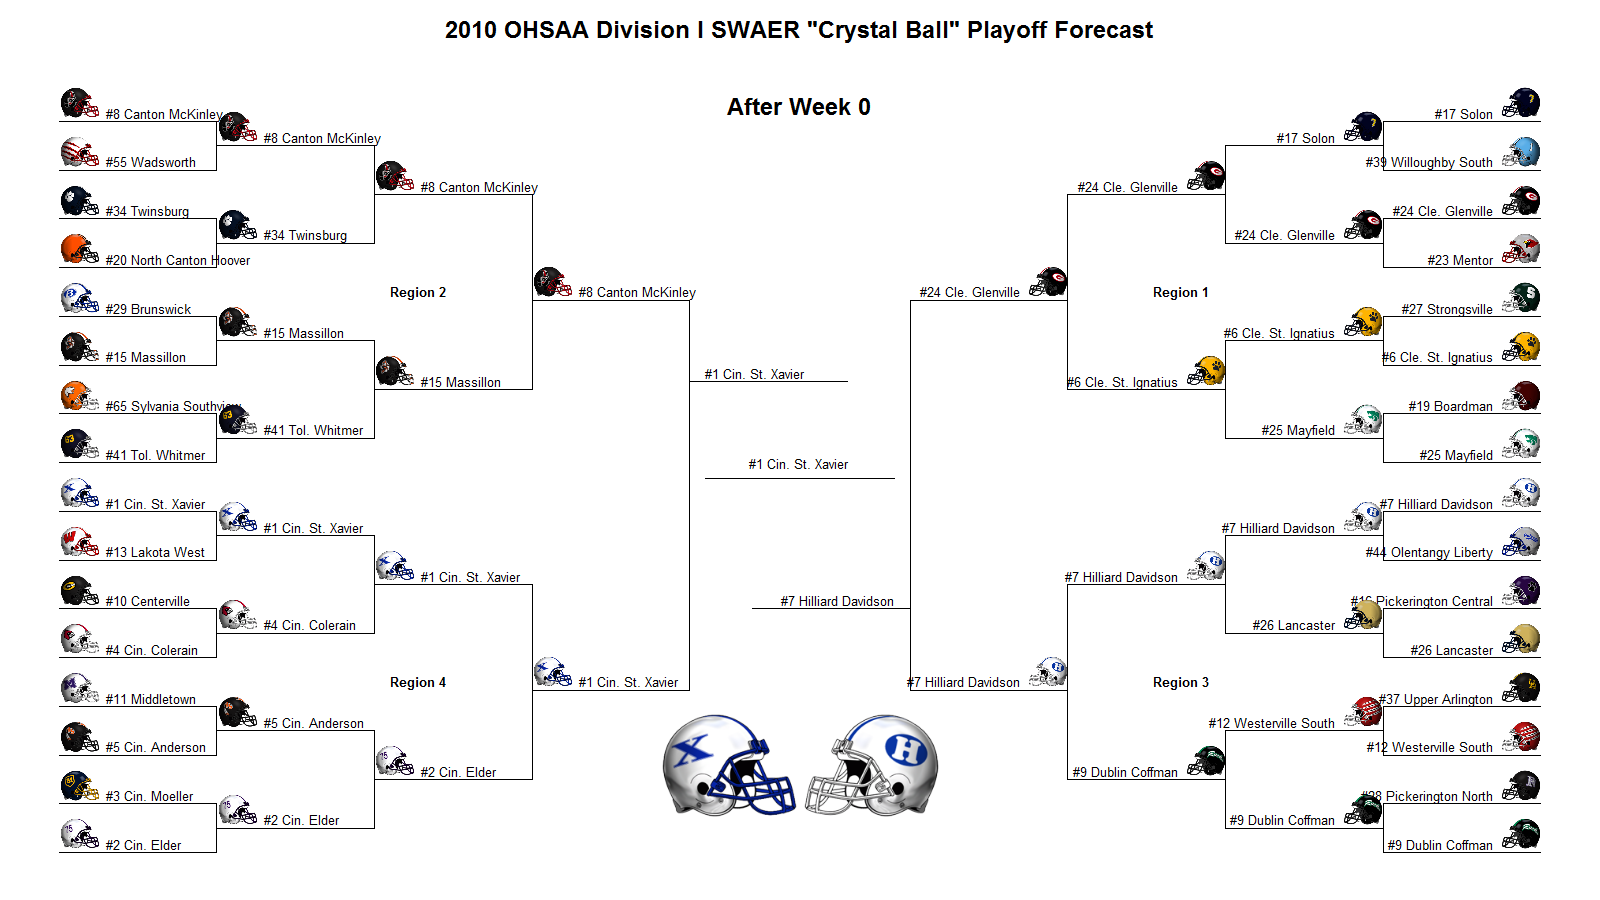 2010 OHSAA Division I SWAER "Crystal Ball" Playoff Forecast
After Week 0
#8 Canton McKinley
#55 Wadsworth
#34 Twinsburg
#20 North Canton Hoover
#29 Brunswick
#15 Massillon
#65 Sylvania Southview
#41 Tol. Whitmer
#1 Cin. St. Xavier
#13 Lakota West
#10 Centerville
#4 Cin. Colerain
#11 Middletown
#5 Cin. Anderson
#3 Cin. Moeller
#2 Cin. Elder
#8 Canton McKinley
#34 Twinsburg
#15 Massillon
#41 Tol. Whitmer
#1 Cin. St. Xavier
#4 Cin. Colerain
#5 Cin. Anderson
#2 Cin. Elder
#8 Canton McKinley
Region 2
#15 Massillon
#1 Cin. St. Xavier
Region 4
#2 Cin. Elder
#8 Canton McKinley
#1 Cin. St. Xavier
#1 Cin. St. Xavier
#1 Cin. St. Xavier
#7 Hilliard Davidson
X
H
#24 Cle. Glenville
#7 Hilliard Davidson
#24 Cle. Glenville
Region 1
#6 Cle. St. Ignatius
#7 Hilliard Davidson
Region 3
#9 Dublin Coffman
#17 Solon
#24 Cle. Glenville
#6 Cle. St. Ignatius
#25 Mayfield
#7 Hilliard Davidson
#26 Lancaster
#12 Westerville South
#9 Dublin Coffman
#17 Solon
#39 Willoughby South
#24 Cle. Glenville
#23 Mentor
#27 Strongsville
#6 Cle. St. Ignatius
#19 Boardman
#25 Mayfield
#7 Hilliard Davidson
#44 Olentangy Liberty
Pickerington Central
#26 Lancaster
#37 Upper Arlington
#12 Westerville South
Pickerington North
#9 Dublin Coffman